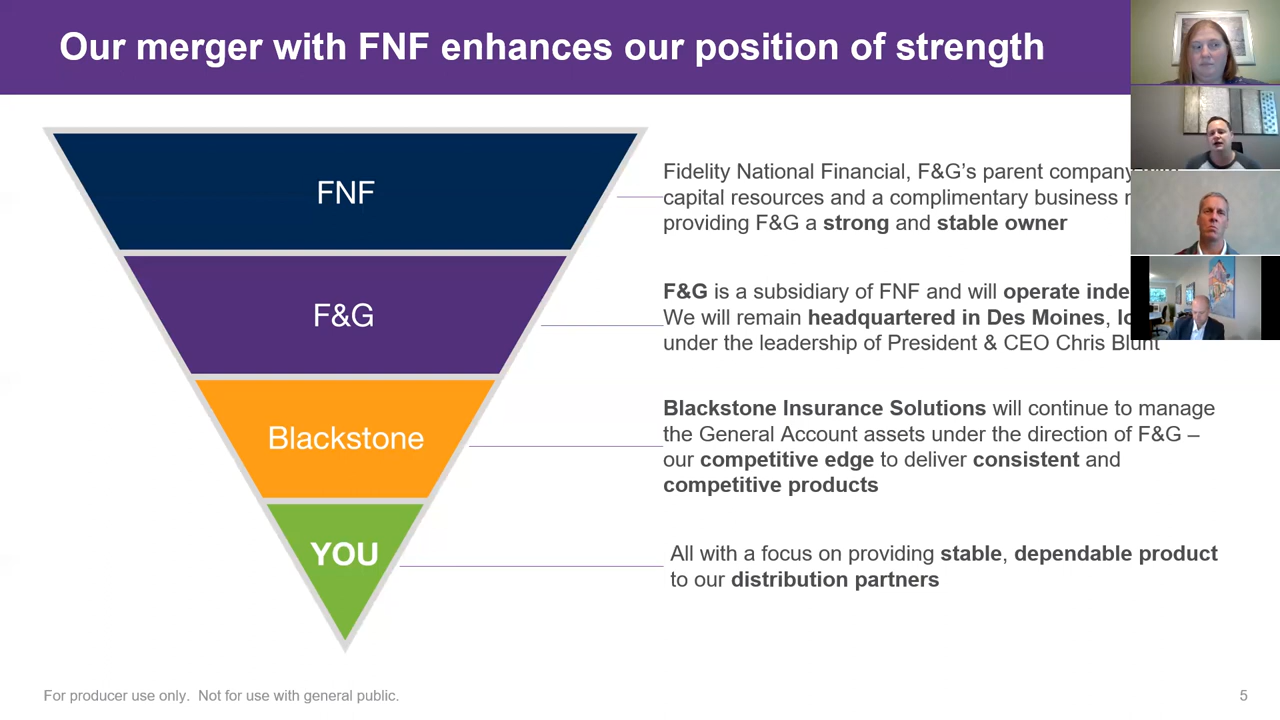 Our merger with FNF enhances our position of strength
FNF
Fidelity National Financial, F&G's parent company
capital resources and a complimentary business
providing F&G a strong and stable owner
F&G
F&G is a subsidiary of FNF and will operate
We will remain headquartered in Des Moines,
under the leadership of President & CEO Chris Blunt
Blackstone
Blackstone Insurance Solutions will continue to manage
the General Account assets under the direction of F&G –
our competitive edge to deliver consistent and
competitive products
YOU
All with a focus on providing stable, dependable product
to our distribution partners
For producer use only. Not for use with general public.
5